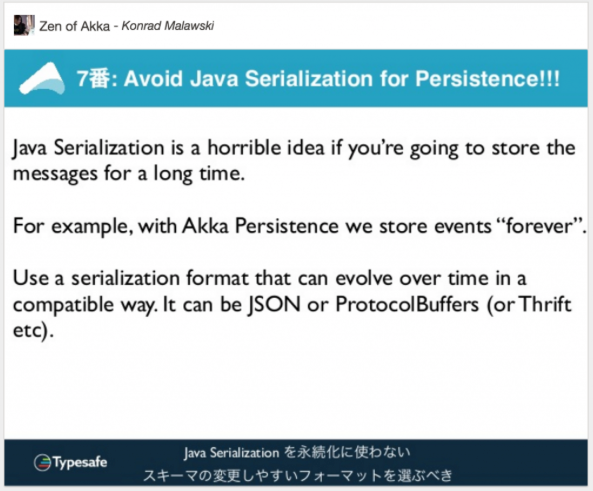 Zen of Akka - Konrad Malawski
7番: Avoid Java Serialization for Persistence!!!
Java Serialization is a horrible idea if you’re going to store the
messages for a long time.
For example, with Akka Persistence we store events “forever”.
Use a serialization format that can evolve over time in a
compatible way. It can be JSON or ProtocolBuffers (or Thrift
etc).
Typesafe
Java Serialization を永続化に使わない
スキーマの変更しやすいフォーマットを選ぶべき